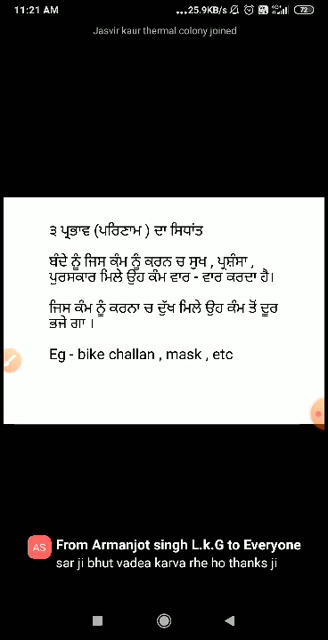 11:21 AM
...25.9KB/s
72
Jasvir kaur thermal colony joined
੩ ਪ੍ਰਭਾਵ (ਪਰਿਣਾਮ ) ਦਾ ਸਿਧਾਂਤ
ਬੰਦੇ ਨੂੰ ਜਿਸ ਕੰਮ ਨੂੰ ਕਰਨ ਚ ਸੁਖ , ਪ੍ਰਸ਼ੰਸਾ ,
ਪੁਰਸਕਾਰ ਮਿਲੇ ਉਹ ਕੰਮ ਵਾਰ - ਵਾਰ ਕਰਦਾ ਹੈ।
ਜਿਸ ਕੰਮ ਨੂੰ ਕਰਨਾ ਚ ਦੁੱਖ ਮਿਲੇ ਉਹ ਕੰਮ ਤੋਂ ਦੂਰ
ਭਜੇ ਗਾ ।
Eg - bike challan , mask , etc
AS
From Armanjot singh L.k.G to Everyone
sar ji bhut vadea karva rhe ho thanks ji